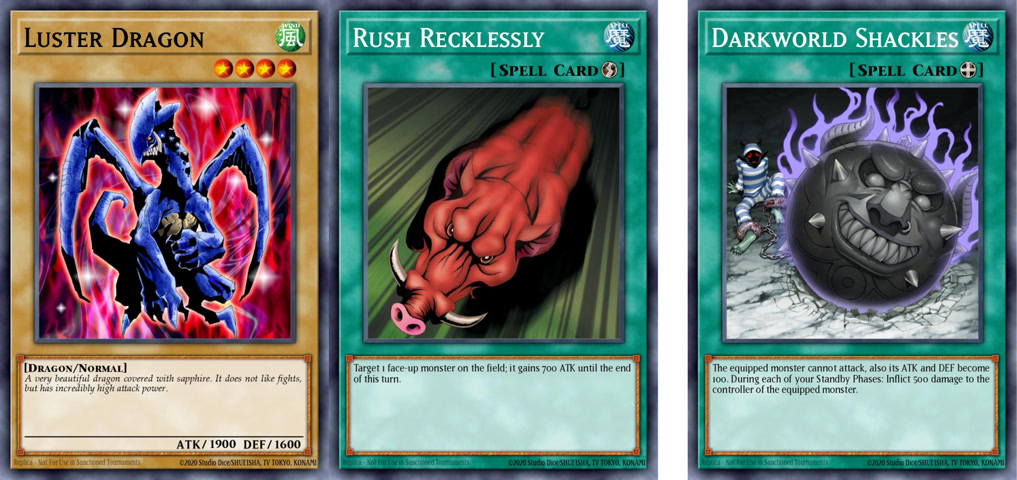 LUSTER DRAGON
WIND
風
[DRAGON/NORMAL]
A very beautiful dragon covered with sapphire. It does not like fights,
but has incredibly high attack power.
ATK/1900 DEF/1600
Replica - Not For Use in Sanctioned Tournaments
©2020 Studio Dice/SHUEISHA, TV TOKYO, KONAMI
RUSH RECKLESSLY
魔
[SPELL CARD]
Target 1 face-up monster on the field; it gains 700 ATK until the end
of this turn.
Replica - Not For Use in Sanctioned Tournaments
©2020 Studio Dice/SHUEISHA, TV TOKYO, KONAMI
DARKWORLD SHACKLES
魔
[SPELL CARD]
The equipped monster cannot attack, also its ATK and DEF become
100. During each of your Standby Phases: Inflict 500 damage to the
controller of the equipped monster.
Replica - Not For Use in Sanctioned Tournaments
©2020 Studio Dice/SHUEISHA, TV TOKYO, KONAMI